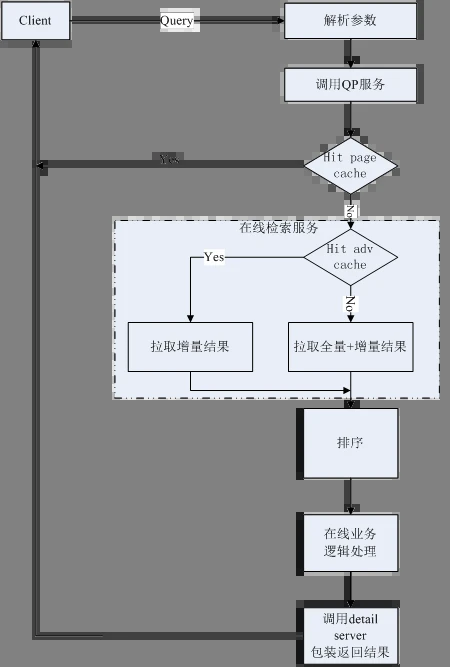 Client
Query
解析参数
调用QP服务
Hit page
cache
Yes
No
在线检索服务
Hit adv
cache
Yes
No
拉取增量结果
拉取全量+增量结果
排序
在线业务
逻辑处理
调用detail
server
包装返回结果